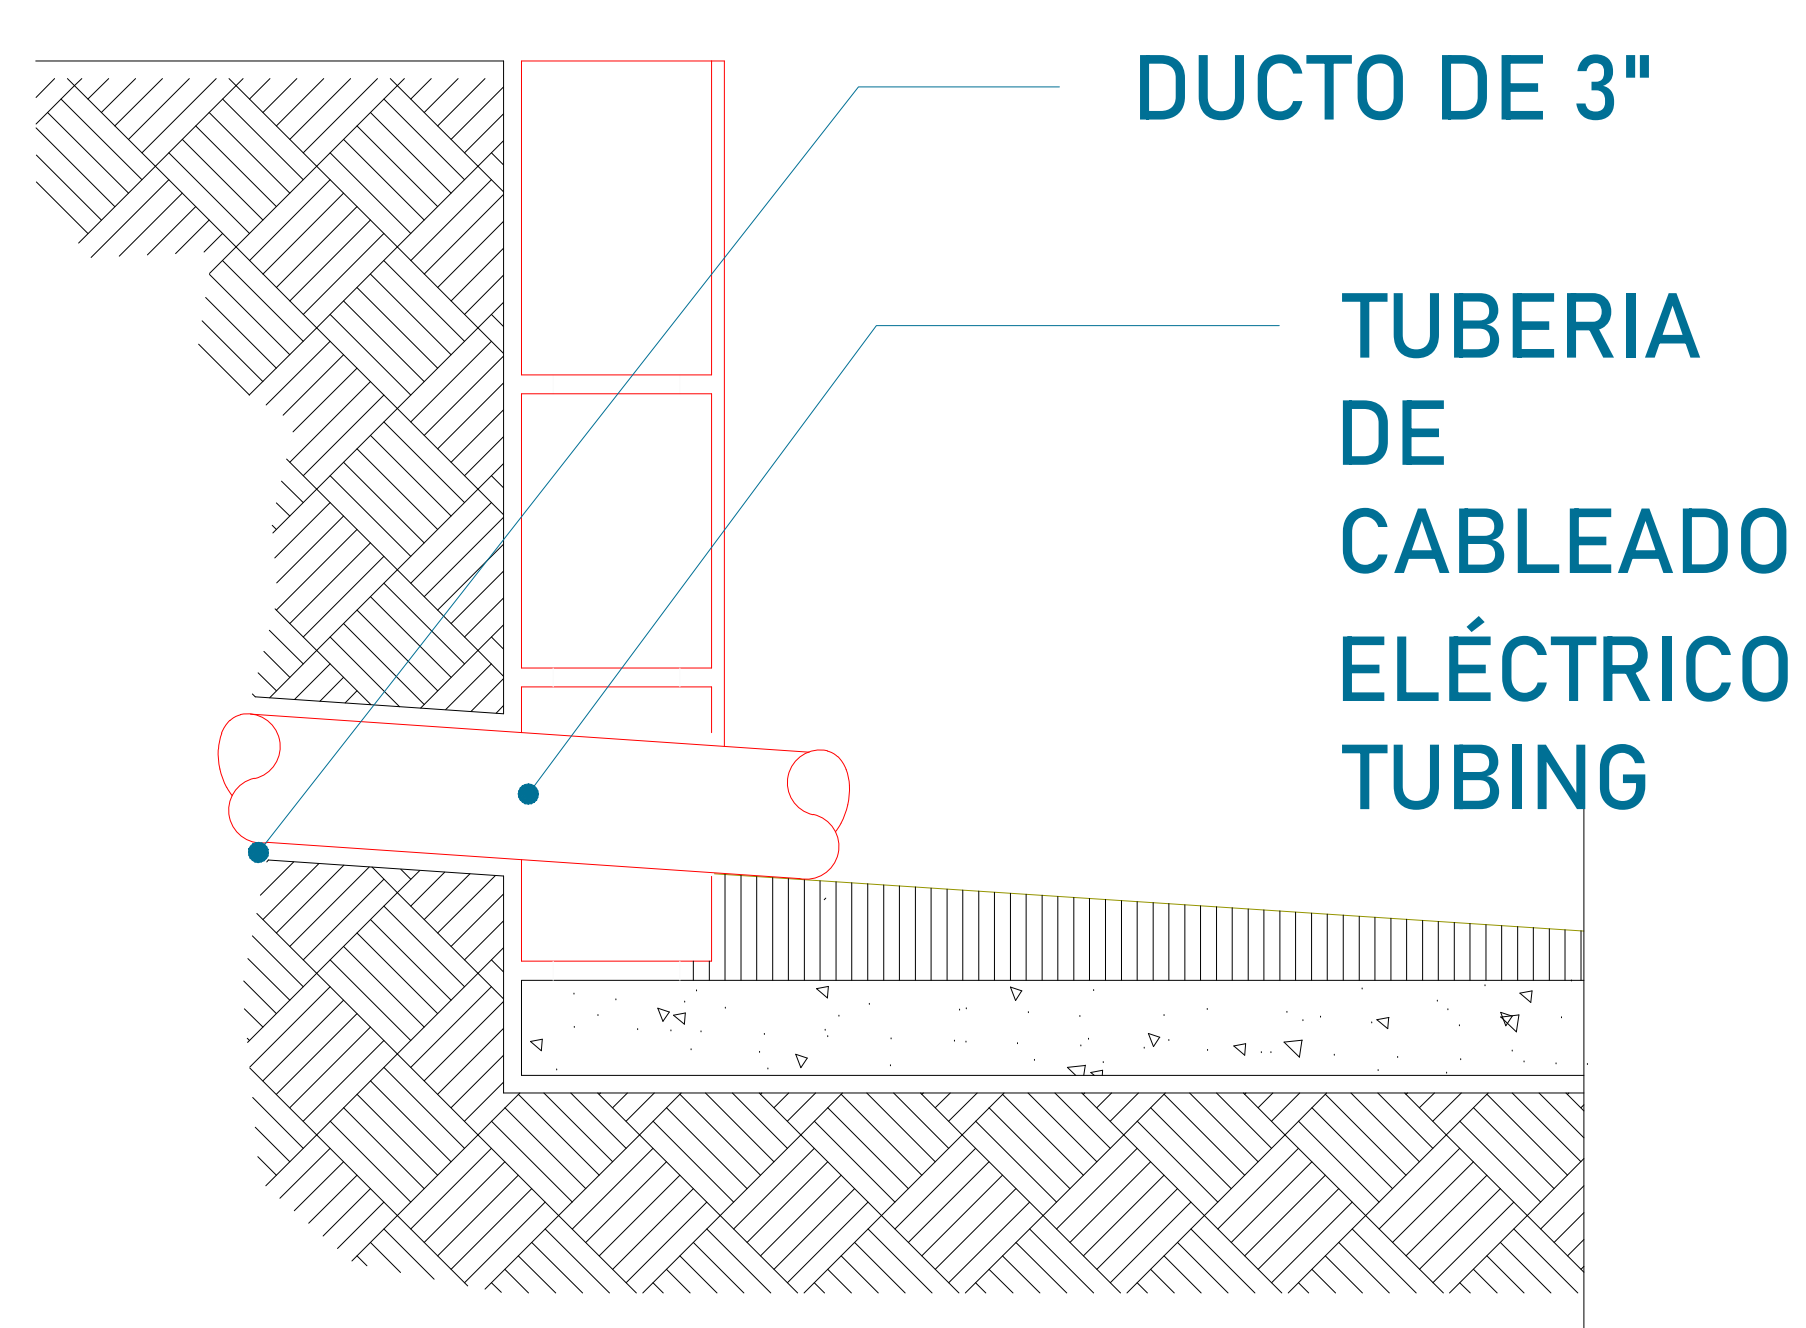 DUCTO DE 3"
TUBERIA
DE
CABLEADO
ELÉCTRICO
TUBING